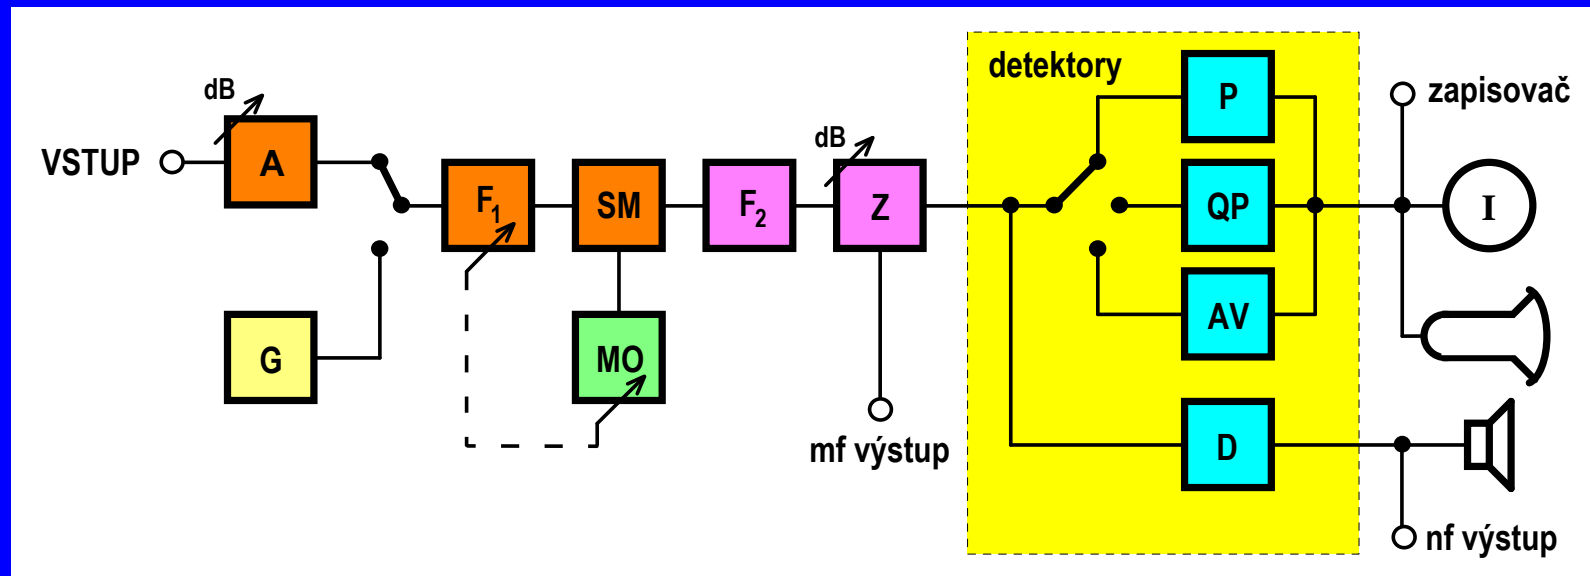 detektory
dB
P
zapisovač
dB
VSTUP
A
F1
SM
F2
Z
QP
I
AV
G
MO
mf výstup
D
nf výstup